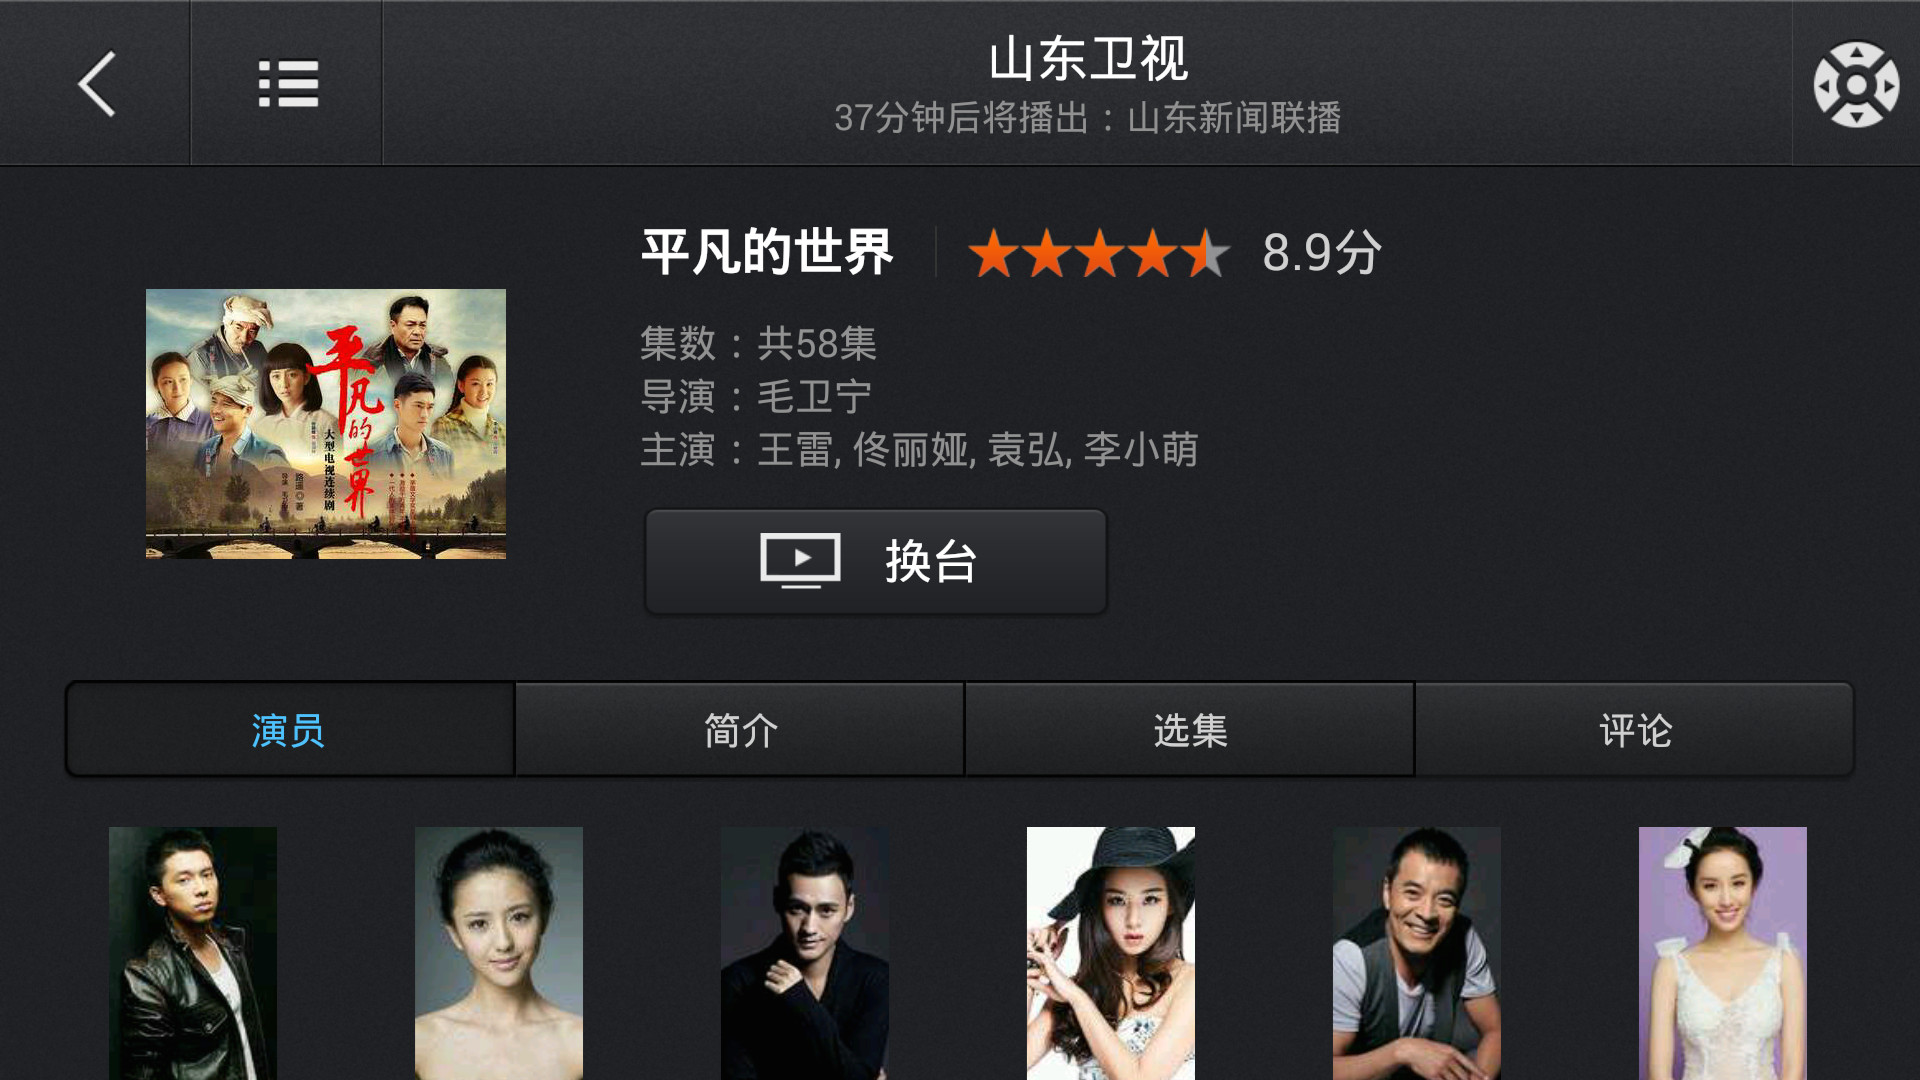 山东卫视
37分钟后将播出：山东新闻联播
平凡的世界
8.9分
集数：共58集
导演：毛卫宁
主演：王雷, 佟丽娅, 袁弘, 李小萌
平凡的世界
大型电视连续剧
路遥◎著
换台
演员
简介
选集
评论